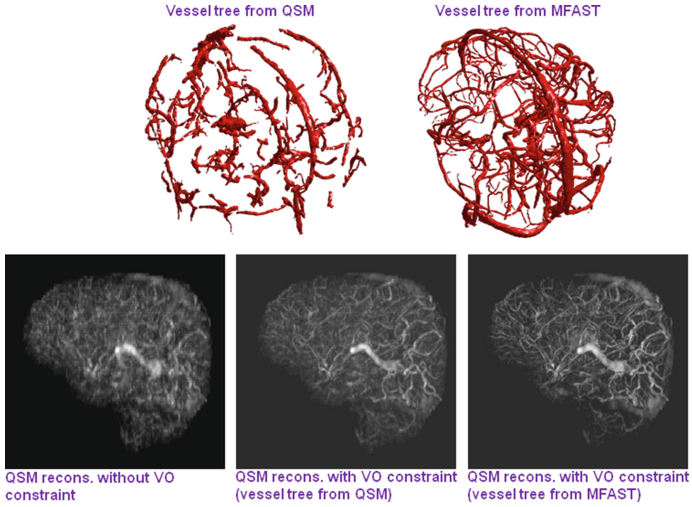 Vessel tree from QSM
Vessel tree from MFAST
QSM recons. without VO
constraint
QSM recons. with VO constraint
(vessel tree from QSM)
QSM recons. with VO constraint
(vessel tree from MFAST)